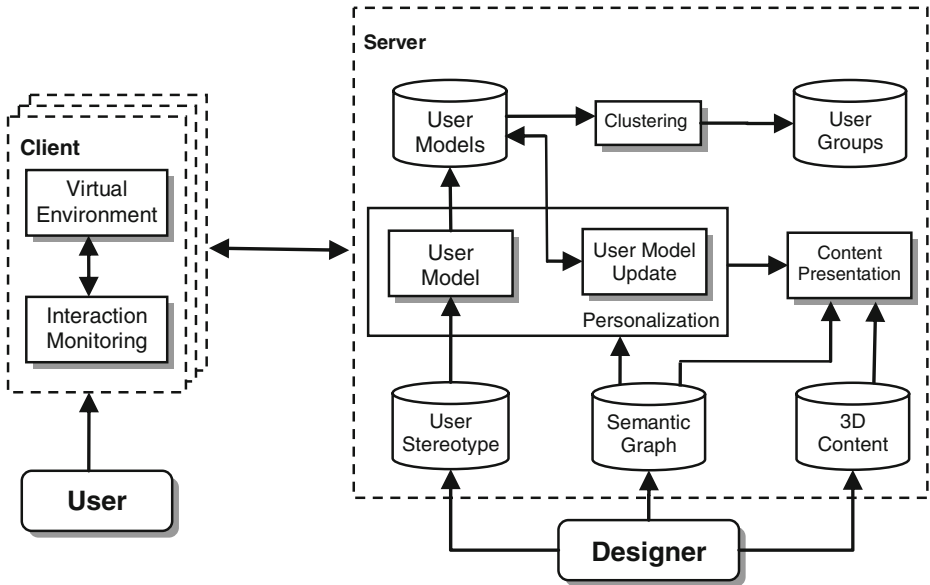 Server
Client
Virtual
Environment
Interaction
Monitoring
User
User
Models
Clustering
User
Groups
User
Model
User Model
Update
Personalization
Content
Presentation
User
Stereotype
Semantic
Graph
3D
Content
Designer